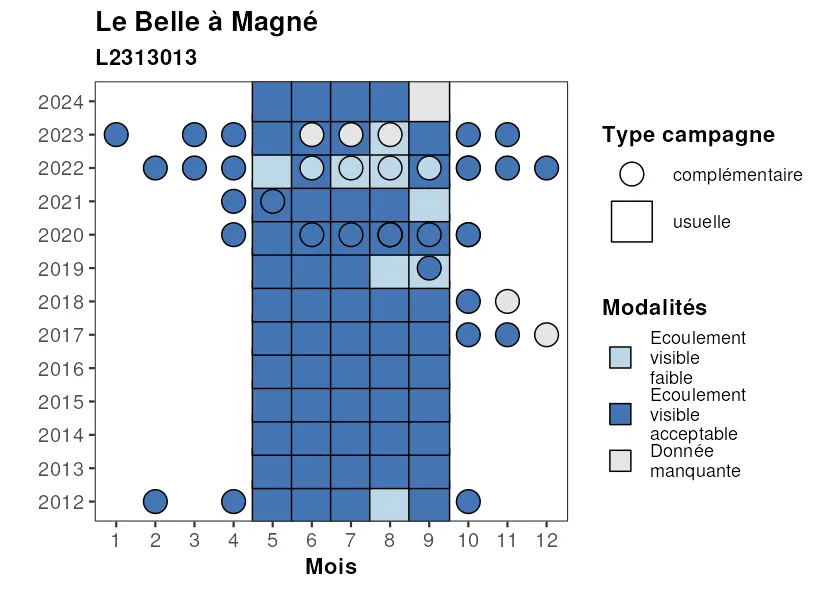 Le Belle à Magné
L2313013
2024
2023
2022
2021
2020
2019
2018
2017
2016
2015
2014
2013
2012
1 2 3 4 5 6 7 8 9 10 11 12
Mois
Type campagne
complémentaire
usuelle
Modalités
Ecoulement
visible
faible
Ecoulement
visible
acceptable
Donnée
manquante